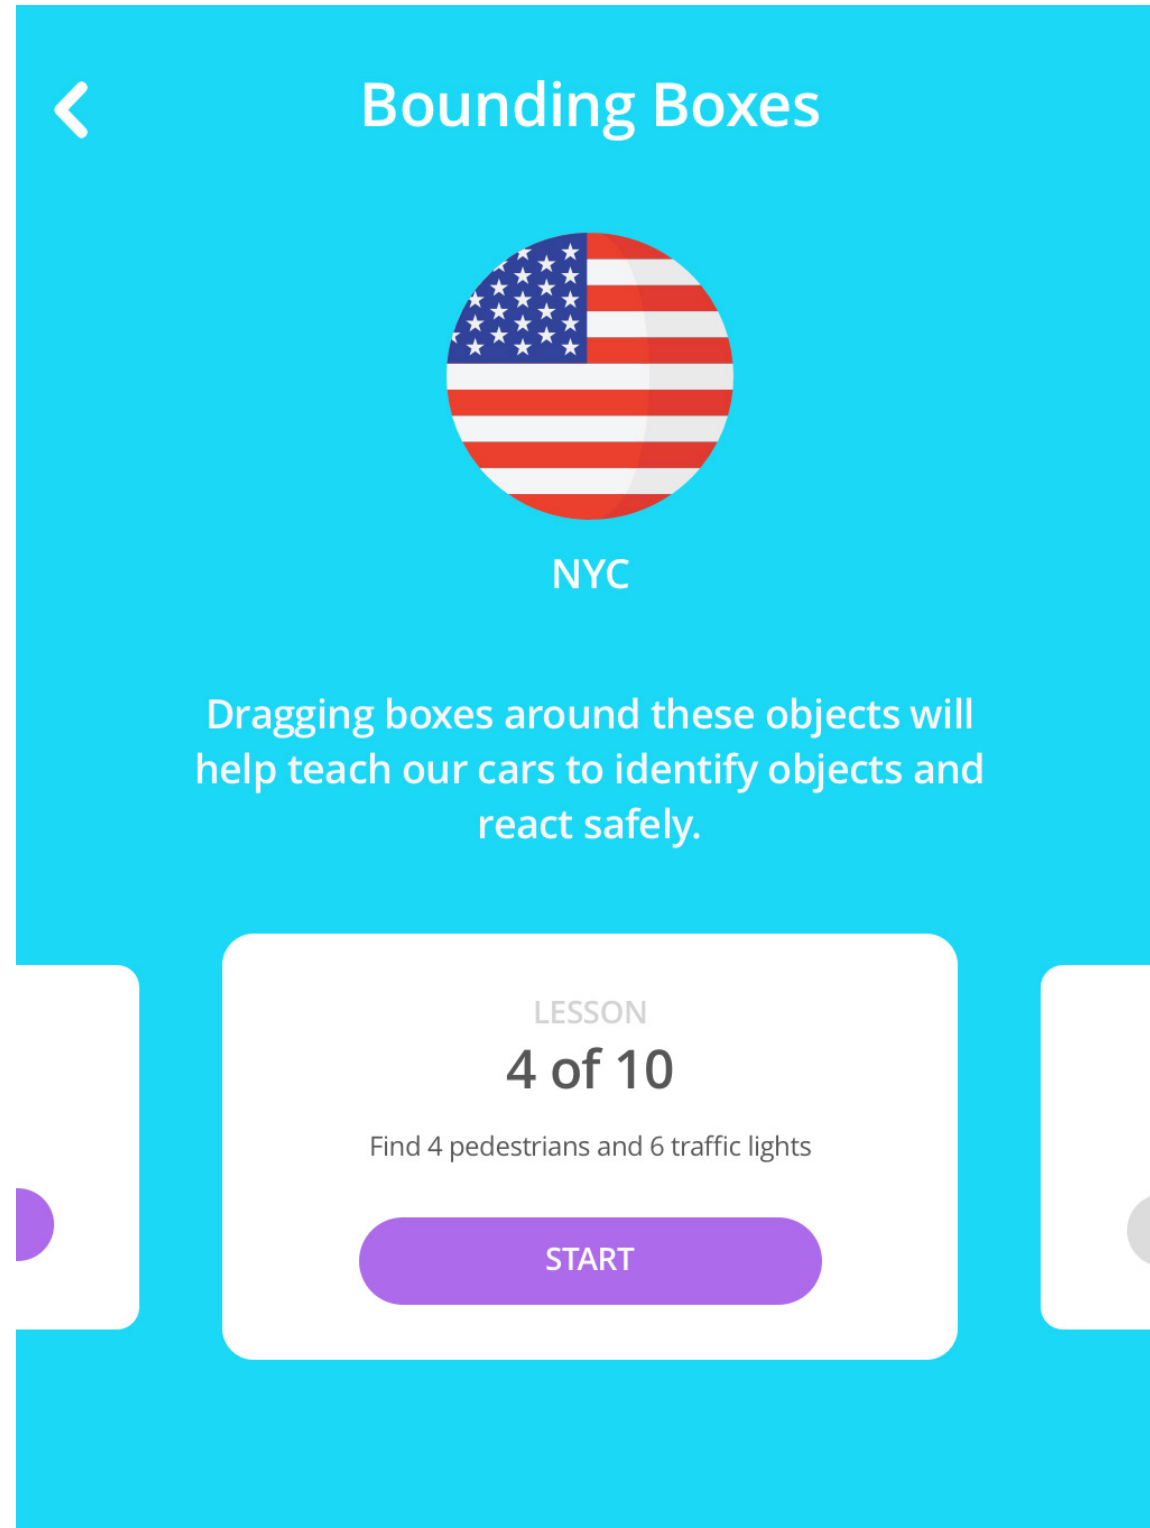 Bounding Boxes
NYC
Dragging boxes around these objects will
help teach our cars to identify objects and
react safely.
LESSON
4 of 10
Find 4 pedestrians and 6 traffic lights
START